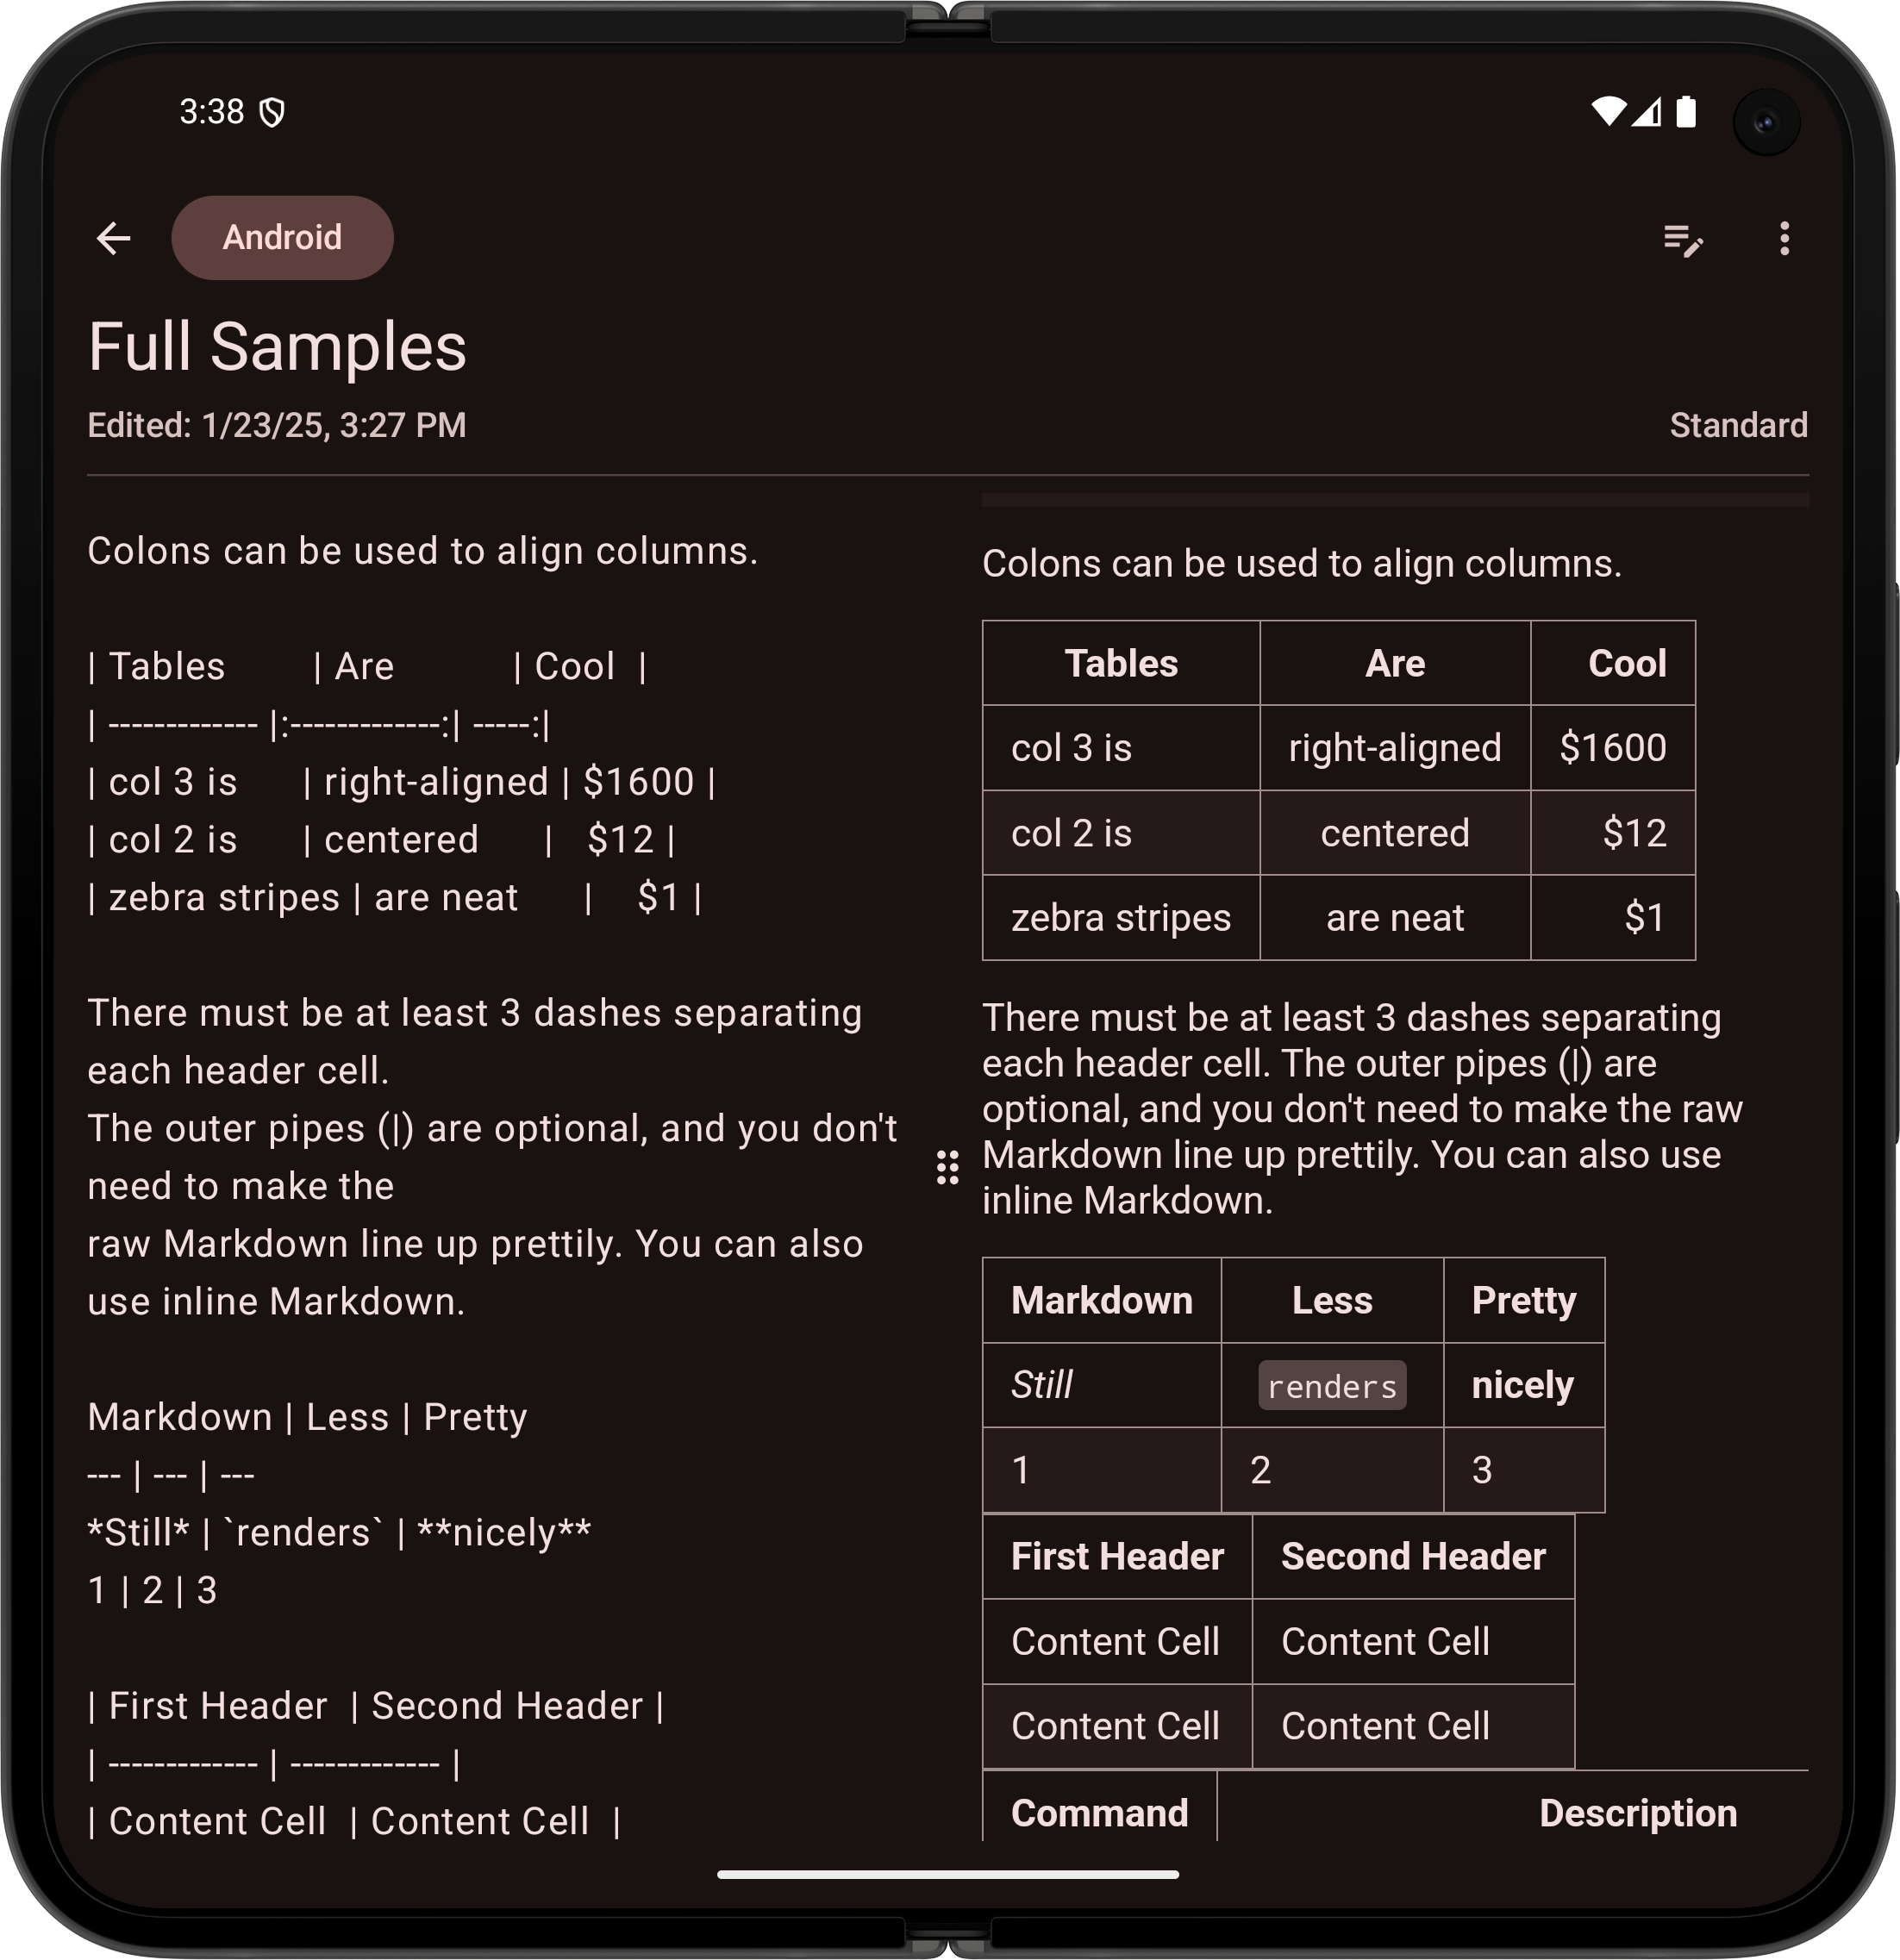 3:38
Android
Full Samples
Edited: 1/23/25, 3:27 PM
Standard
Colons can be used to align columns.
| Tables | Are | Cool |
| ------------- |:-------------:| -----:|
| col 3 is | right-aligned | $1600 |
| col 2 is | centered | $12 |
| zebra stripes | are neat | $1 |
There must be at least 3 dashes separating
each header cell.
The outer pipes (|) are optional, and you don't
need to make the
raw Markdown line up prettily. You can also
use inline Markdown.
Markdown | Less | Pretty
--- | --- | ---
*Still* | `renders` | **nicely**
1 | 2 | 3
| First Header | Second Header |
| ------------- | ------------- |
| Content Cell | Content Cell |
Colons can be used to align columns.
Tables Are Cool
col 3 is right-aligned $1600
col 2 is centered $12
zebra stripes are neat $1
There must be at least 3 dashes separating
each header cell. The outer pipes (|) are
optional, and you don't need to make the raw
Markdown line up prettily. You can also use
inline Markdown.
Markdown Less Pretty
Still renders nicely
1 2 3
First Header Second Header
Content Cell Content Cell
Content Cell Content Cell
Command Description